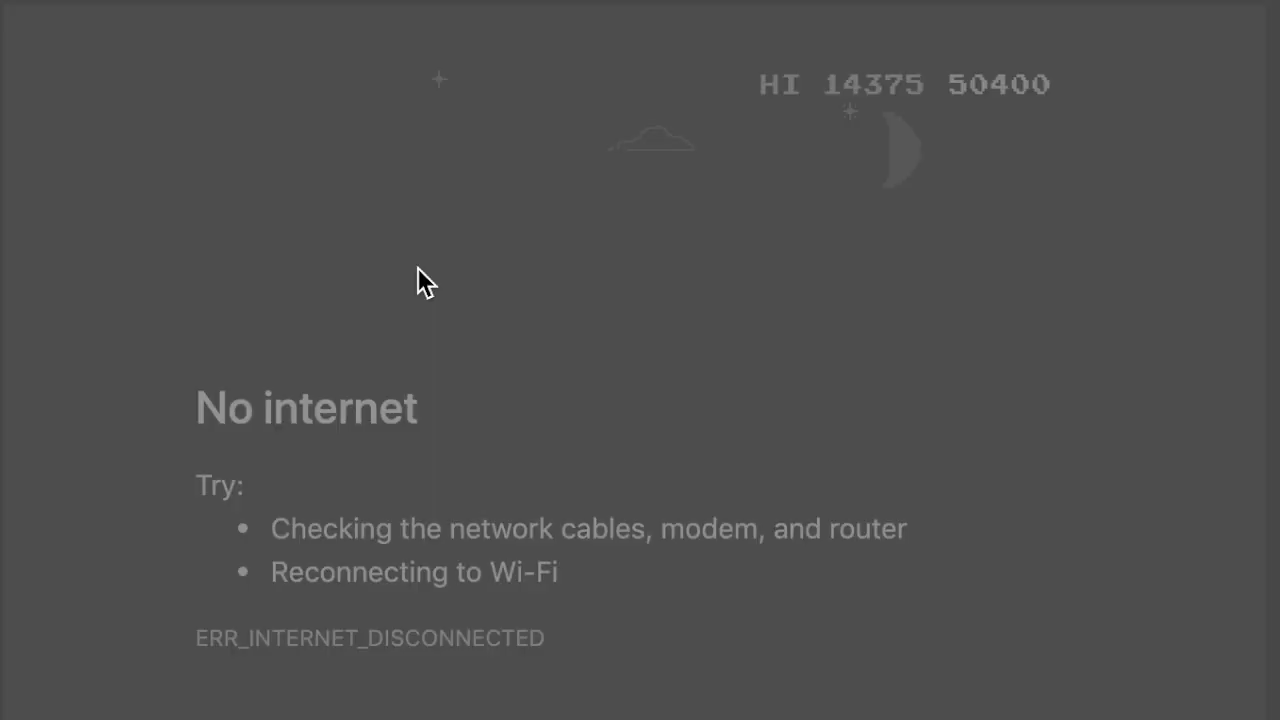 HI 14375 50400
No internet
Try:
• Checking the network cables, modem, and router
• Reconnecting to Wi-Fi
ERR_INTERNET_DISCONNECTED